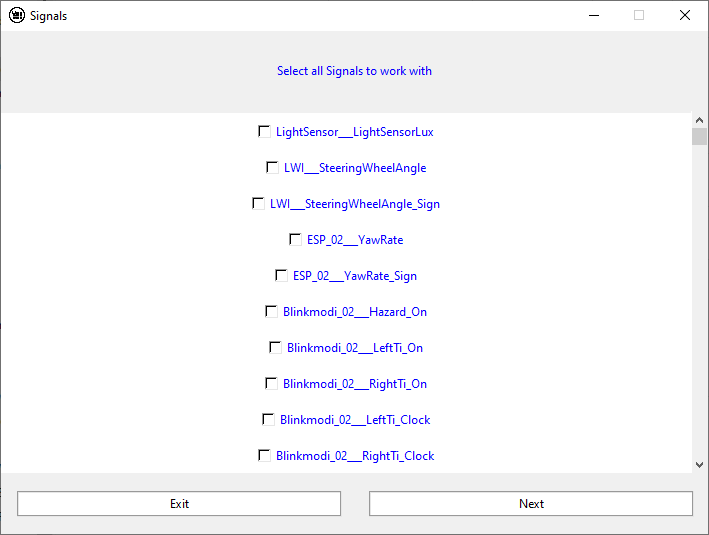 Signals
Select all Signals to work with
LightSensor___LightSensorLux
LWI___SteeringWheelAngle
LWI___SteeringWheelAngle_Sign
ESP_02___YawRate
ESP_02___YawRate_Sign
Blinkmodi_02___Hazard_On
Blinkmodi_02___LeftTi_On
Blinkmodi_02___RightTi_On
Blinkmodi_02___LeftTi_Clock
Blinkmodi_02___RightTi_Clock
Exit
Next